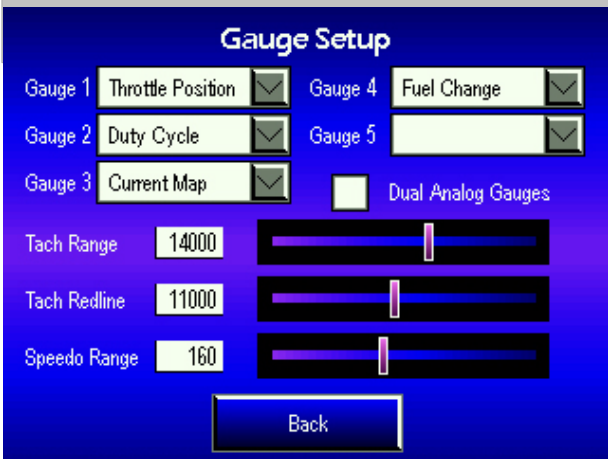 Gauge Setup
Gauge 1 Throttle Position Gauge 4 Fuel Change
Gauge 2 Duty Cycle Gauge 5
Gauge 3 Current Map Dual Analog Gauges
Tach Range 14000
Tach Redline 11000
Speedo Range 160
Back